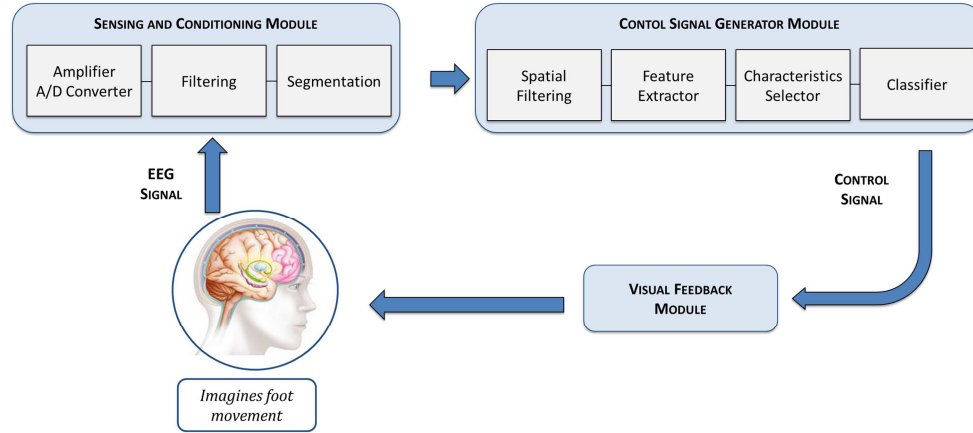 SENSING AND CONDITIONING MODULE
Amplifier
A/D Converter
Filtering
Segmentation
CONTOL SIGNAL GENERATOR MODULE
Spatial
Filtering
Feature
Extractor
Characteristics
Selector
Classifier
EEG
SIGNAL
CONTROL
SIGNAL
VISUAL FEEDBACK
MODULE
Imagines foot
movement